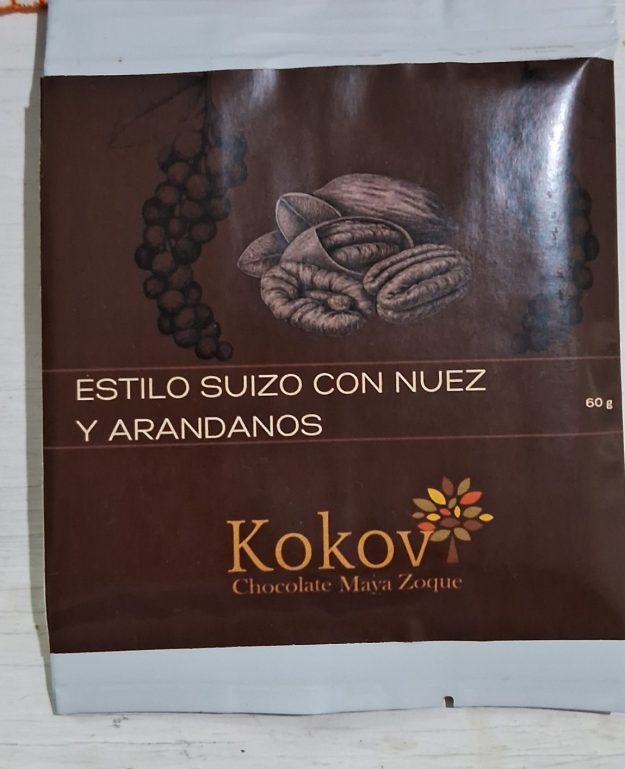 ESTILO SUIZO CON NUEZ
Y ARANDANOS
60 g
Kokov
Chocolate Maya Zoque